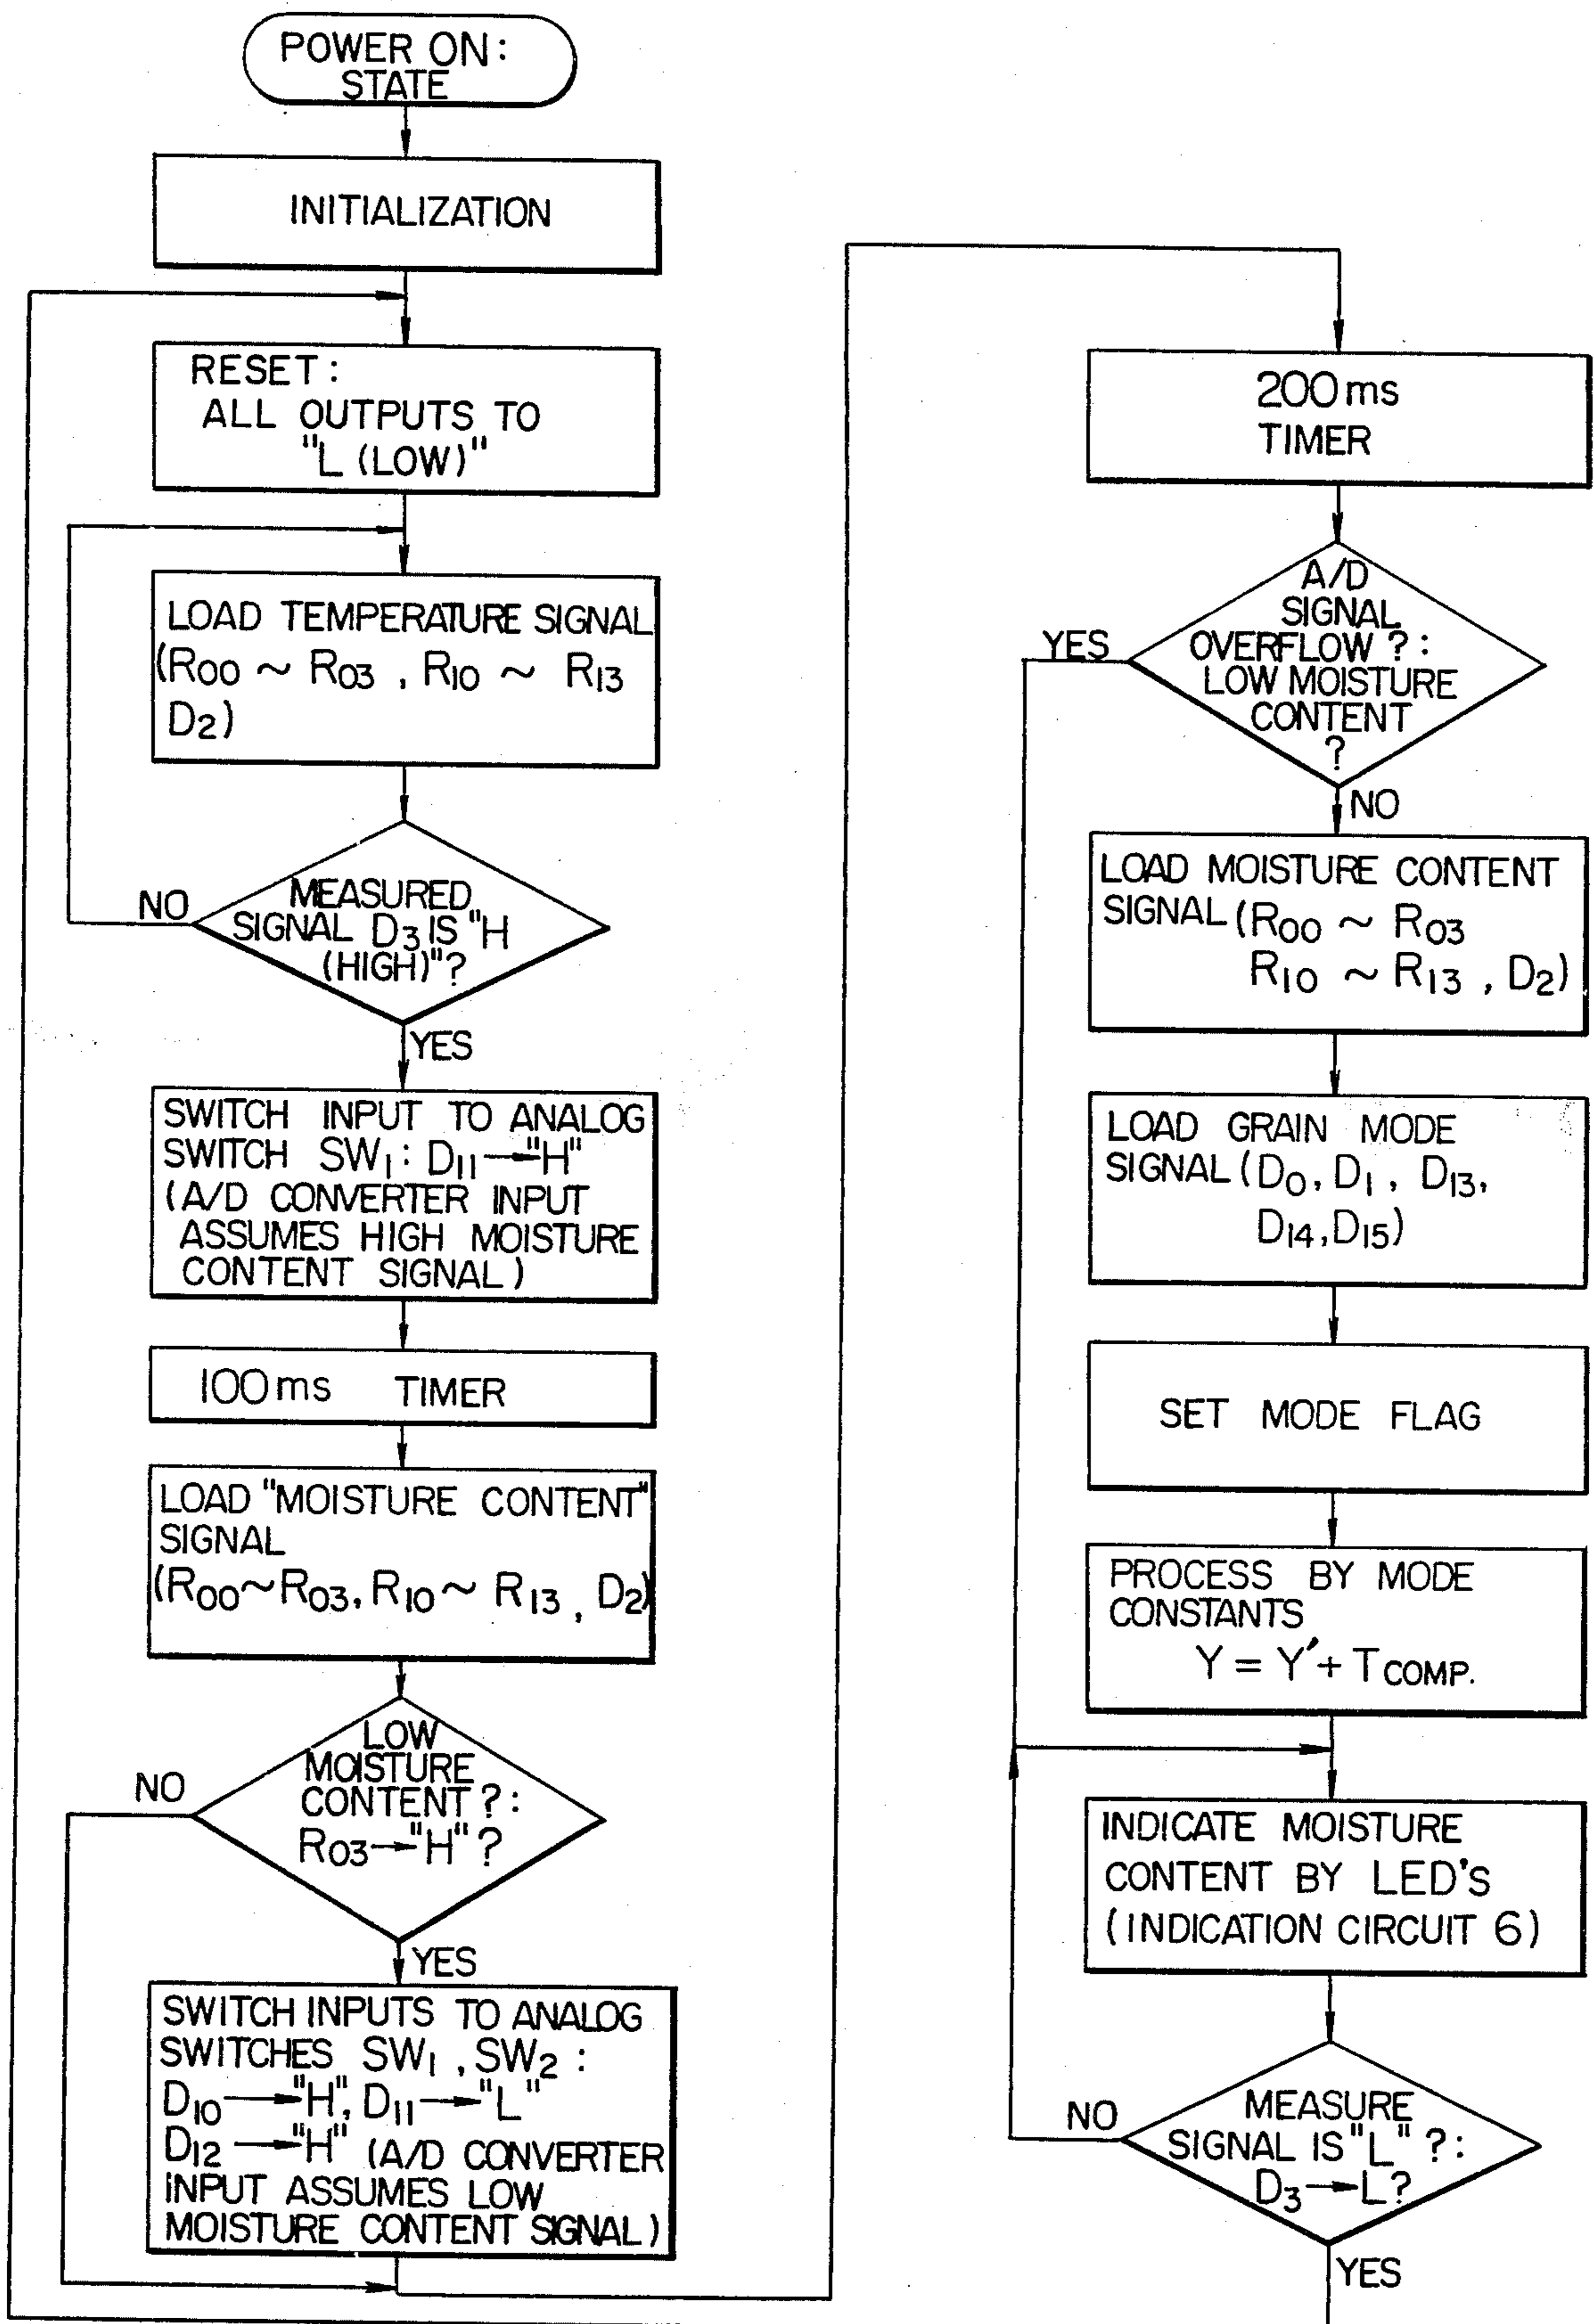 POWER ON:
STATE
INITIALIZATION
RESET:
ALL OUTPUTS TO
"L (LOW)"
LOAD TEMPERATURE SIGNAL
(R00 ~ R03 , R10 ~ R13
D2)
NO
MEASURED
SIGNAL D3 IS "H
(HIGH)"?
YES
SWITCH INPUT TO ANALOG
SWITCH SW1: D11→"H"
(A/D CONVERTER INPUT
ASSUMES HIGH MOISTURE
CONTENT SIGNAL)
100ms TIMER
LOAD "MOISTURE CONTENT"
SIGNAL
(R00~R03, R10~ R13 , D2)
NO
LOW
MOISTURE
CONTENT?:
R03→"H"?
YES
SWITCH INPUTS TO ANALOG
SWITCHES SW1 , SW2 :
D10→"H", D11→"L"
D12→"H" (A/D CONVERTER
INPUT ASSUMES LOW
MOISTURE CONTENT SIGNAL)
200ms
TIMER
YES
A/D
SIGNAL
OVERFLOW?:
LOW MOISTURE
CONTENT
?
NO
LOAD MOISTURE CONTENT
SIGNAL (R00 ~ R03
R10 ~ R13 , D2)
LOAD GRAIN MODE
SIGNAL (D0, D1, D13,
D14, D15)
SET MODE FLAG
PROCESS BY MODE
CONSTANTS
Y = Y′+ TCOMP.
INDICATE MOISTURE
CONTENT BY LED'S
(INDICATION CIRCUIT 6)
NO
MEASURE
SIGNAL IS "L" ?:
D3→L?
YES